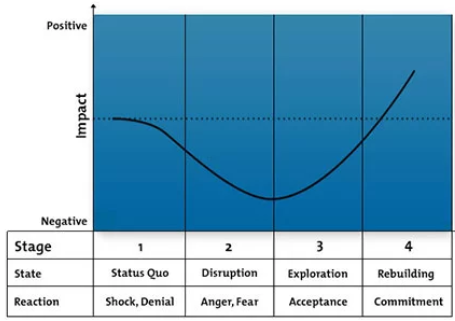 Positive
Impact
Negative
Stage 1 2 3 4
State Status Quo Disruption Exploration Rebuilding
Reaction Shock, Denial Anger, Fear Acceptance Commitment